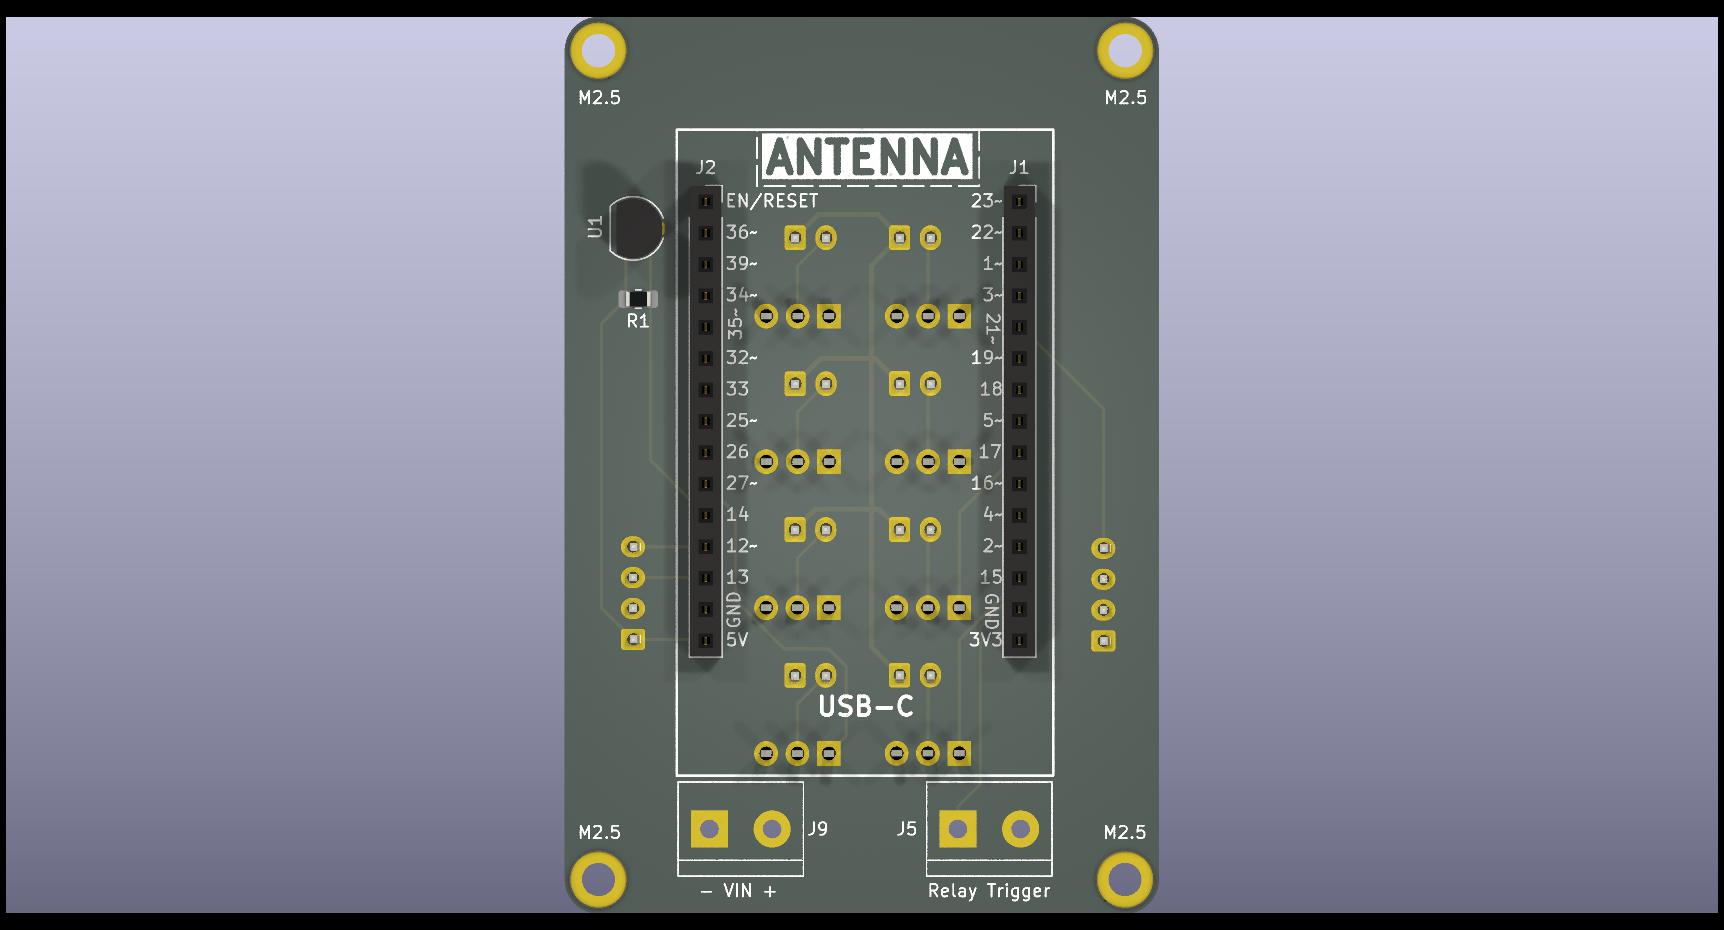 M2.5 M2.5
ANTENNA
J2 J1
EN/RESET 23~
36~ 22~
39~ 1~
34~ 3~
35~ 21~
32~ 19~
33 18
25~ 5~
26 17
27~ 16~
14 4~
12~ 2~
13 15
GND GND
5V 3V3
U1
R1
USB-C
M2.5 J9 J5 M2.5
- VIN + Relay Trigger